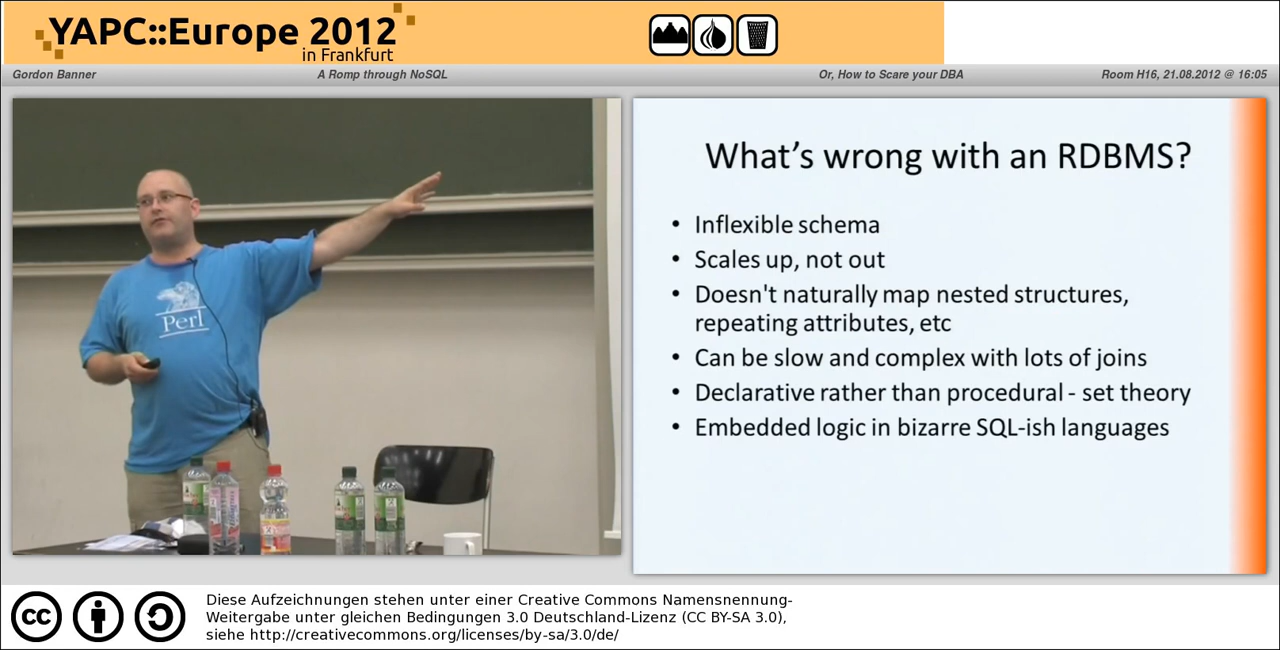 YAPC::Europe 2012
in Frankfurt
Gordon Banner
A Romp through NoSQL
Or, How to Scare your DBA
Room H16, 21.08.2012 @ 16:05
Perl
What's wrong with an RDBMS?
• Inflexible schema
• Scales up, not out
• Doesn't naturally map nested structures,
repeating attributes, etc
• Can be slow and complex with lots of joins
• Declarative rather than procedural - set theory
• Embedded logic in bizarre SQL-ish languages
cc
Diese Aufzeichnungen stehen unter einer Creative Commons Namensnennung-
Weitergabe unter gleichen Bedingungen 3.0 Deutschland-Lizenz (CC BY-SA 3.0),
siehe http://creativecommons.org/licenses/by-sa/3.0/de/